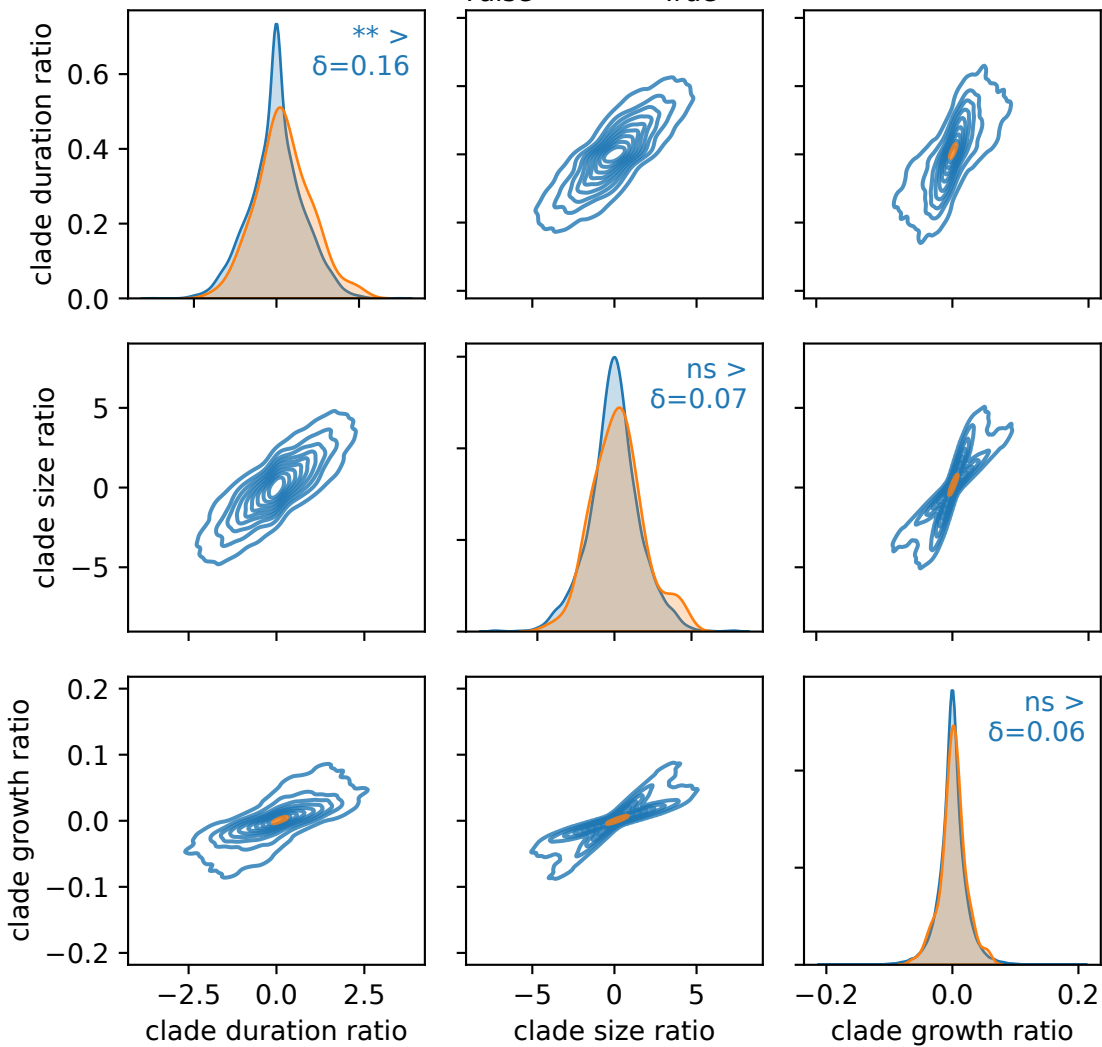 ** >
δ=0.16
clade duration ratio
0.6
0.4
0.2
0.0
ns >
δ=0.07
clade size ratio
5
0
−5
ns >
δ=0.06
clade growth ratio
0.2
0.1
0.0
−0.1
−0.2
−2.5 0.0 2.5
−5 0 5
−0.2 0.0 0.2
clade duration ratio
clade size ratio
clade growth ratio